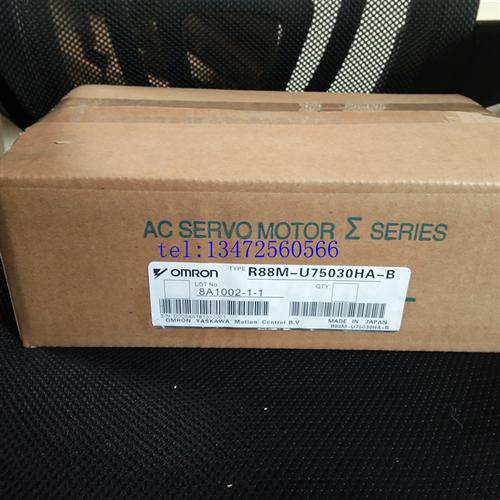 AC SERVO MOTOR Σ SERIES
tel:13472560566
OMRON TYPE R88M-U75030HA-B
LOT No. 8A1002-1-1 QTY
OMRON YASKAWA Motion Control B.V MADE IN JAPAN
R88M-U75030HA-B